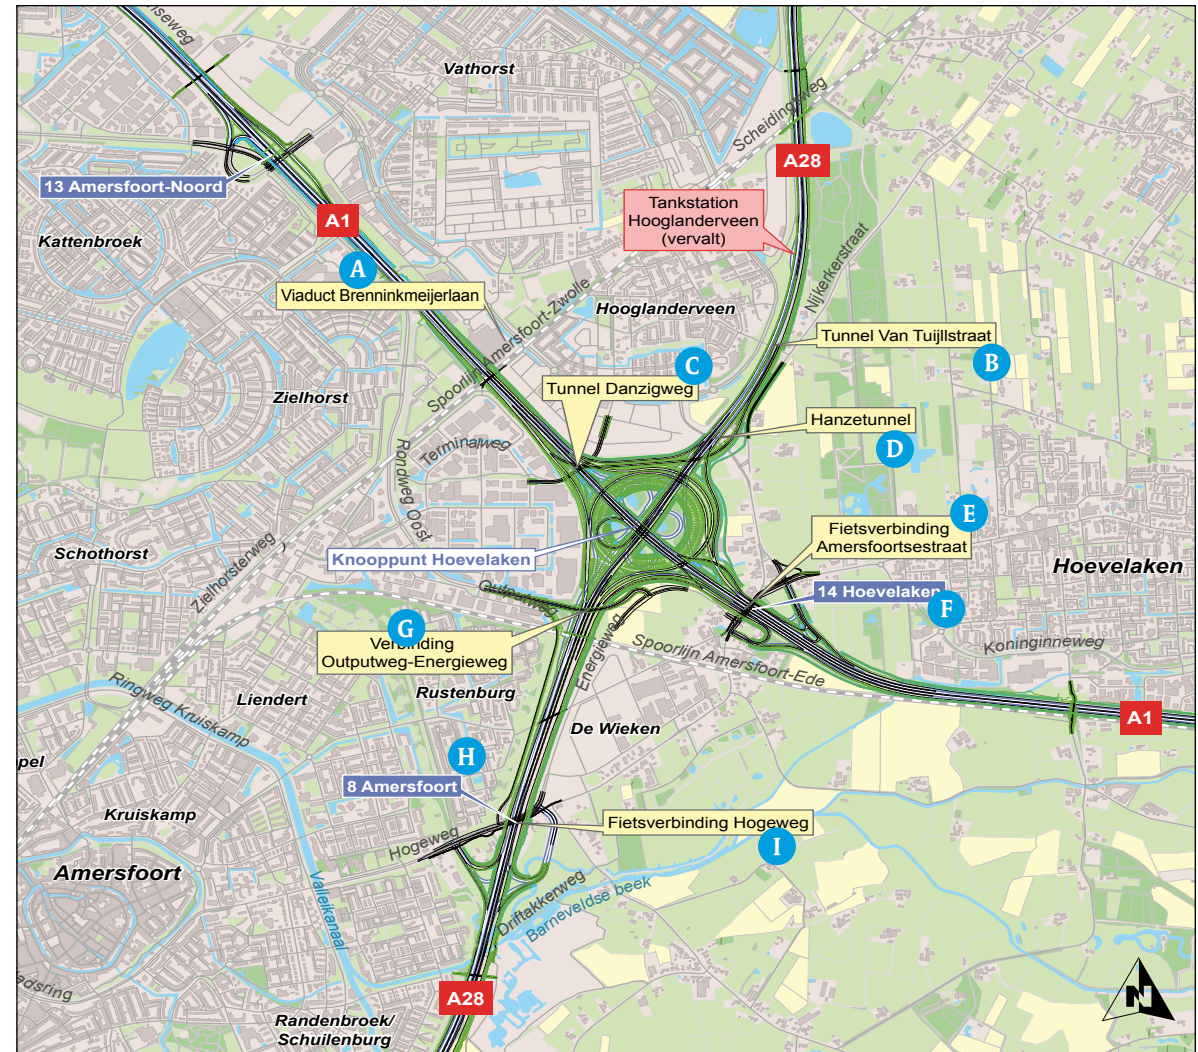 Vathorst
Scheidingsweg
A28
13 Amersfoort-Noord
Tankstation
Hooglanderveen
(vervalt)
A1
Kattenbroek
A
Viaduct Brenninkmeijerlaan
Spoorlijn Amersfoort-Zwolle
Nijkerkerstraat
Hooglanderveen
Tunnel Van Tuijllstraat
B
C
Tunnel Danzigweg
Zielhorst
Hanzetunnel
D
Terminalweg
Rondweg Oost
E
Fietsverbinding
Amersfoortsestraat
Schothorst
Zielhorsterweg
Knooppunt Hoevelaken
Hoevelaken
14 Hoevelaken
F
Outputweg
G
Verbinding
Outputweg-Energieweg
Energieweg
Spoorlijn Amersfoort-Ede
Koninginneweg
Ringweg Kruiskamp
Liendert
Rustenburg
De Wieken
A1
pel
H
8 Amersfoort
Kruiskamp
Hogeweg
Fietsverbinding Hogeweg
I
Amersfoort
Valleikanaal
Driftakkerweg
Barneveldse beek
adsring
A28
N
Randenbroek/
Schuilenburg